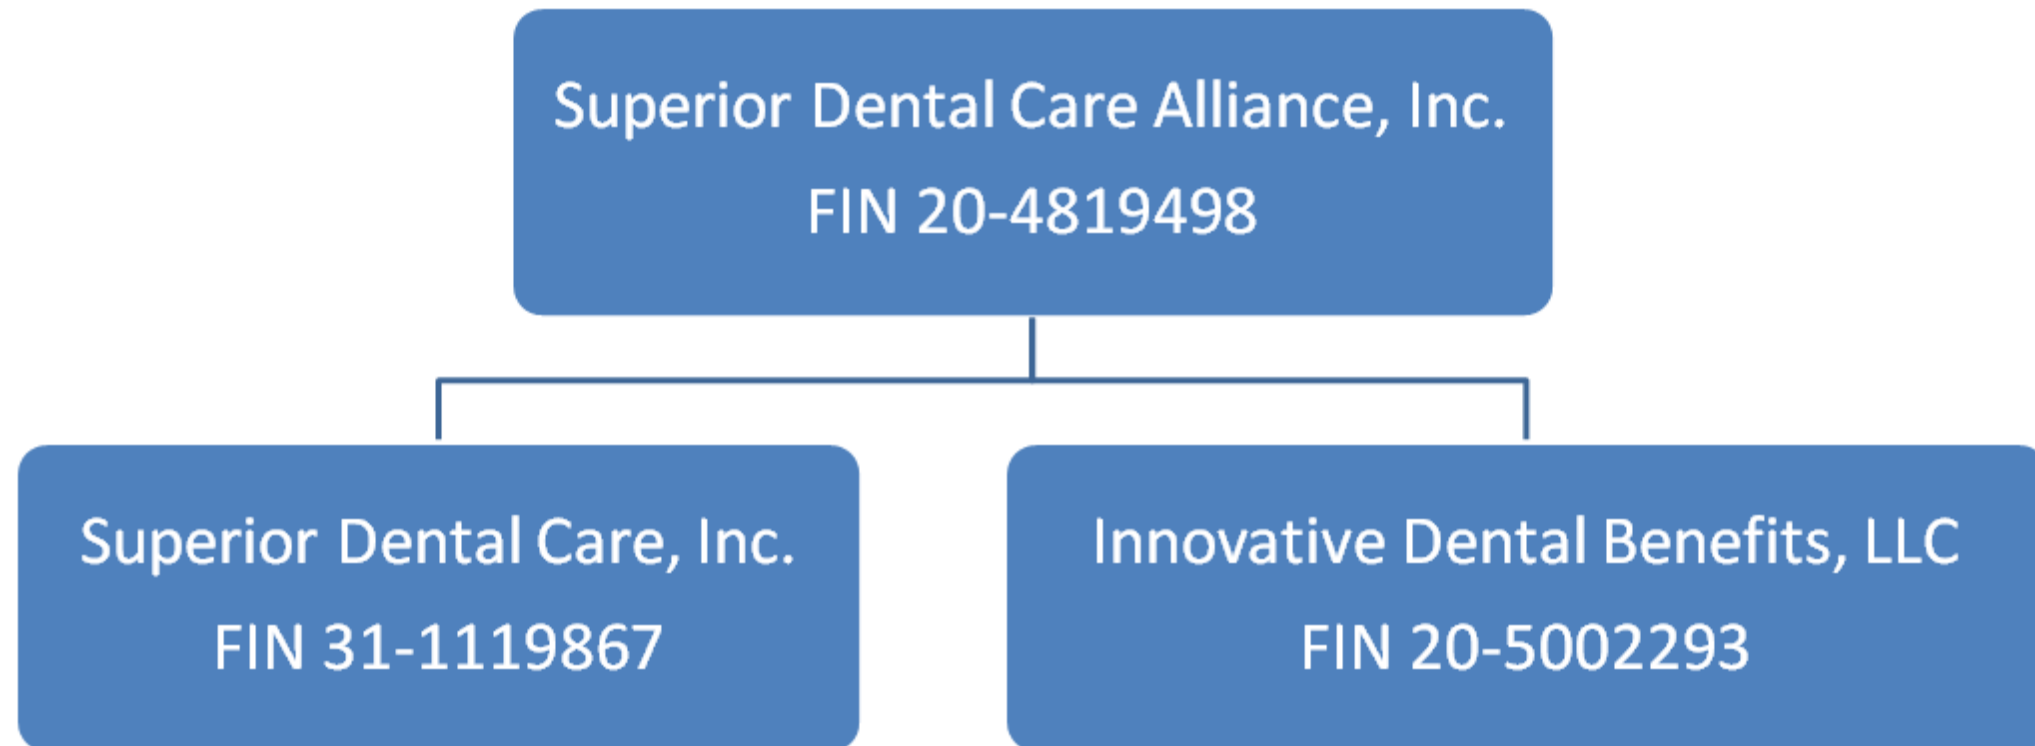 Superior Dental Care Alliance, Inc.
FIN 20-4819498
Superior Dental Care, Inc.
FIN 31-1119867
Innovative Dental Benefits, LLC
FIN 20-5002293